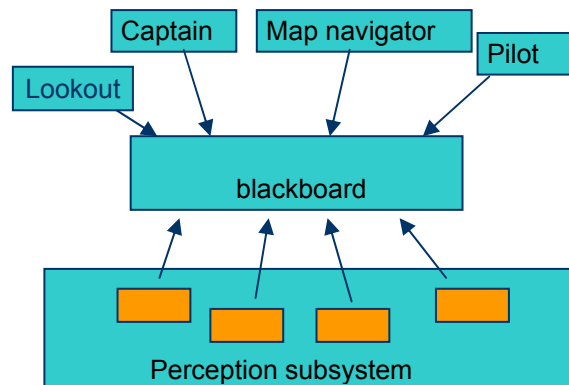 Captain
Map navigator
Pilot
Lookout
blackboard
Perception subsystem